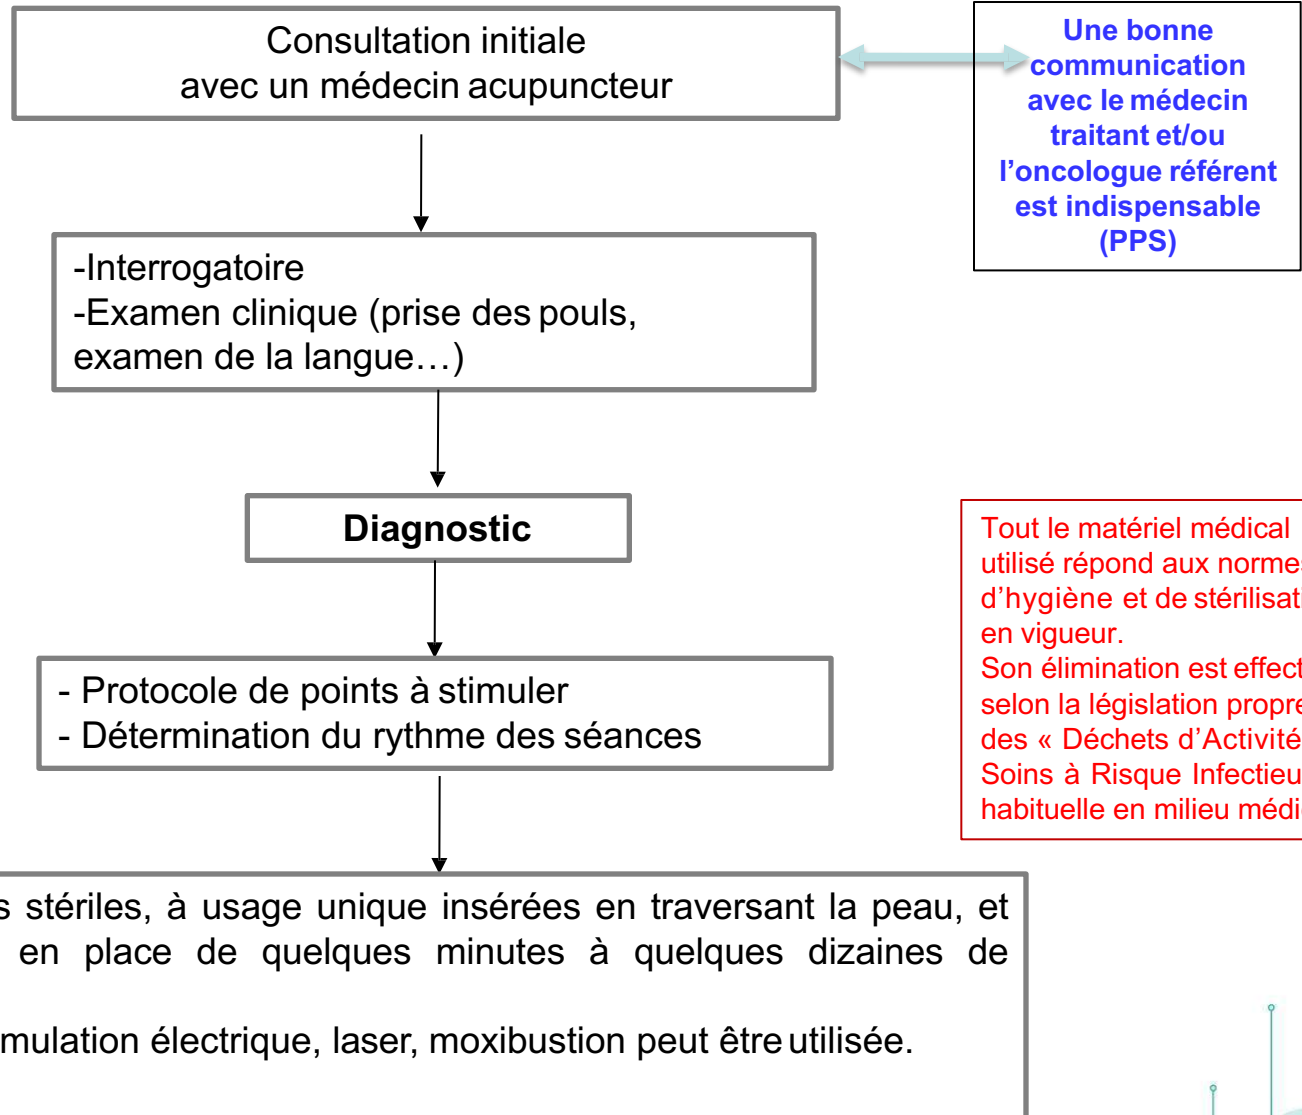 Consultation initiale
avec un médecin acupuncteur
Une bonne
communication
avec le médecin
traitant et/ou
l’oncologue référent
est indispensable
(PPS)
-Interrogatoire
-Examen clinique (prise des pouls,
examen de la langue…)
Diagnostic
Tout le matériel médical
utilisé répond aux
d’hygiène et de
en vigueur.
Son élimination est
selon la législation
des « Déchets
Soins à Risque
habituelle en milieu
- Protocole de points à stimuler
- Détermination du rythme des séances
stériles, à usage unique insérées en traversant la peau, et
en place de quelques minutes à quelques dizaines de
électrique, laser, moxibustion peut être utilisée.